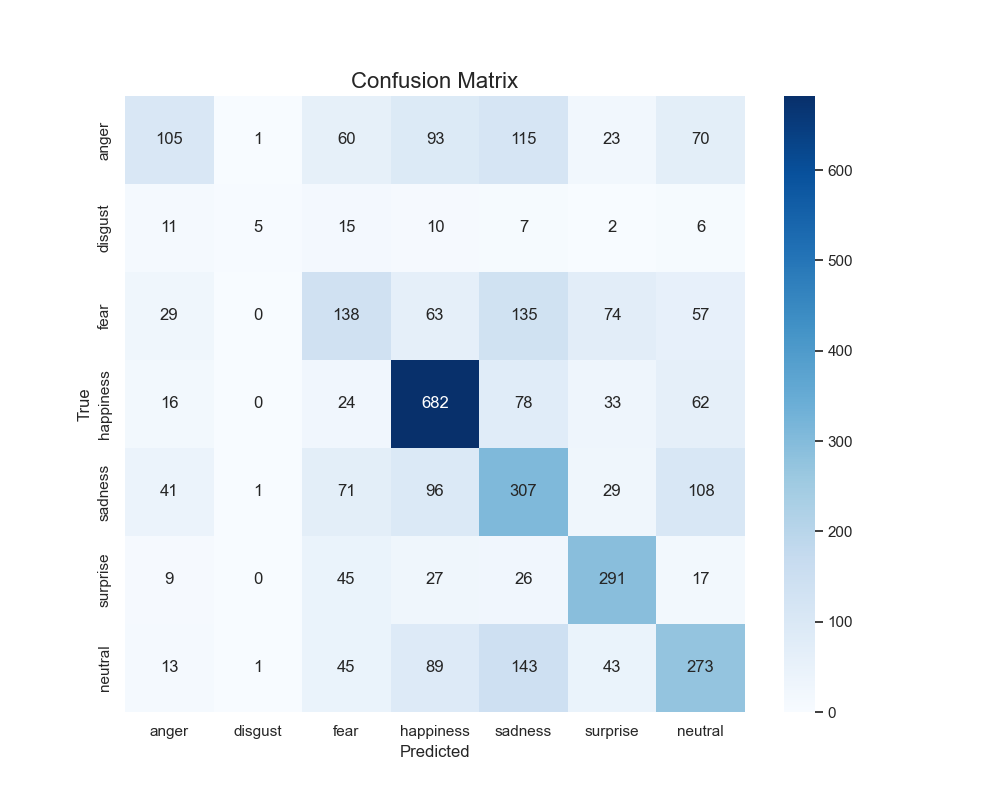 Confusion Matrix
anger 105 1 60 93 115 23 70
disgust 11 5 15 10 7 2 6
fear 29 0 138 63 135 74 57
happiness 16 0 24 682 78 33 62
sadness 41 1 71 96 307 29 108
surprise 9 0 45 27 26 291 17
neutral 13 1 45 89 143 43 273
True
anger disgust fear happiness sadness surprise neutral
Predicted
600
500
400
300
200
100
0